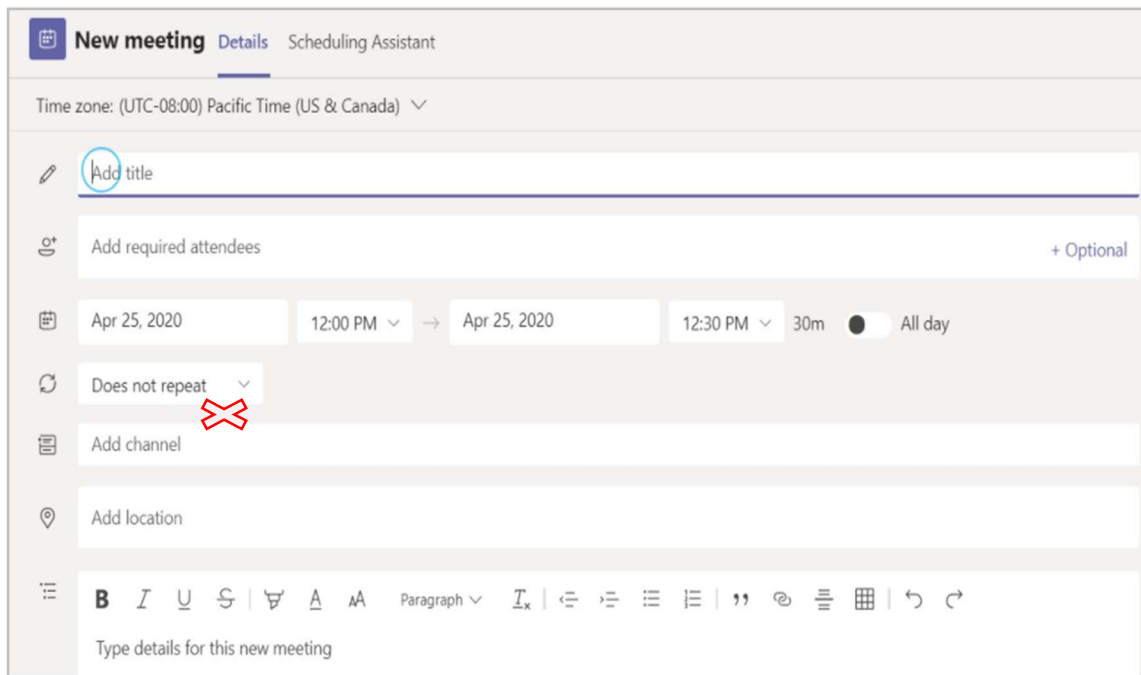 New meeting Details Scheduling Assistant
Time zone: (UTC-08:00) Pacific Time (US & Canada)
Add title
Add required attendees + Optional
Apr 25, 2020 12:00 PM → Apr 25, 2020 12:30 PM 30m All day
Does not repeat
Add channel
Add location
B I U S A AA Paragraph Tx
Type details for this new meeting